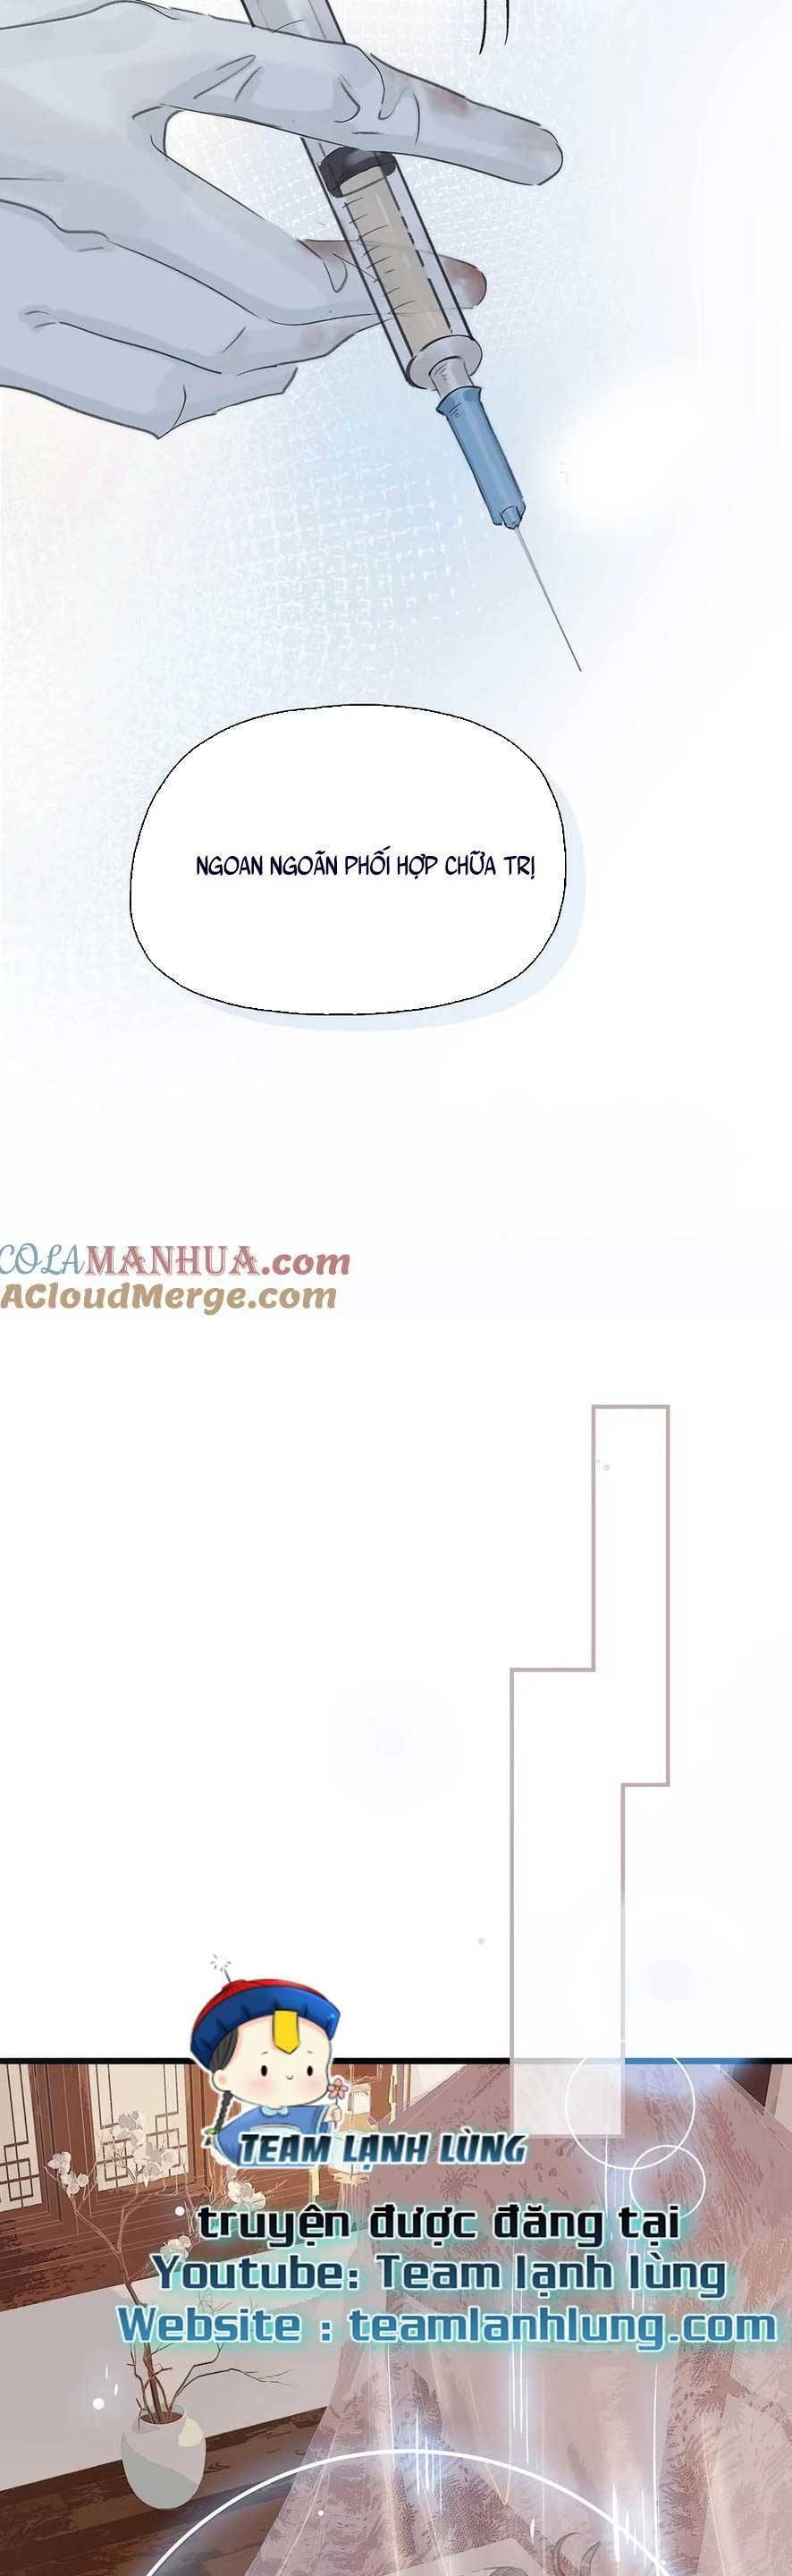 NGOAN NGOÃN PHỐI HỢP CHỮA TRỊ
COLAMANHUA.com
ACloudMerge.com
TEAM LẠNH LÙNG
truyện được đăng tại
Youtube: Team lạnh lùng
Website : teamlanhlung.com